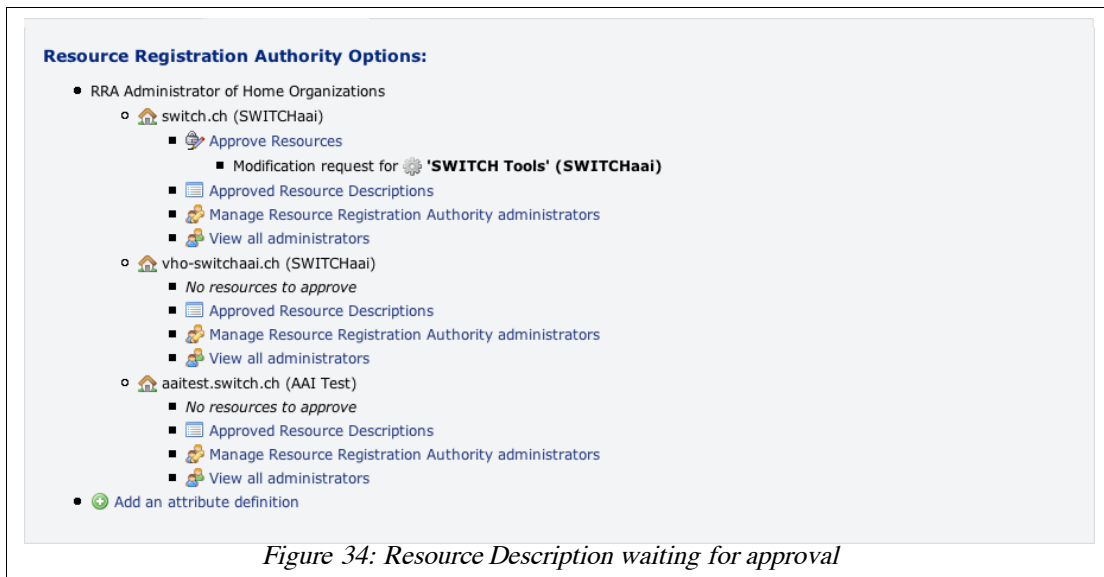 Resource Registration Authority Options:
RRA Administrator of Home Organizations
switch.ch (SWITCHaai)
Approve Resources
Modification request for 'SWITCH Tools' (SWITCHaai)
Approved Resource Descriptions
Manage Resource Registration Authority administrators
View all administrators
vho-switchaai.ch (SWITCHaai)
No resources to approve
Approved Resource Descriptions
Manage Resource Registration Authority administrators
View all administrators
aaitest.switch.ch (AAI Test)
No resources to approve
Approved Resource Descriptions
Manage Resource Registration Authority administrators
View all administrators
Add an attribute definition
Figure 34: Resource Description waiting for approval